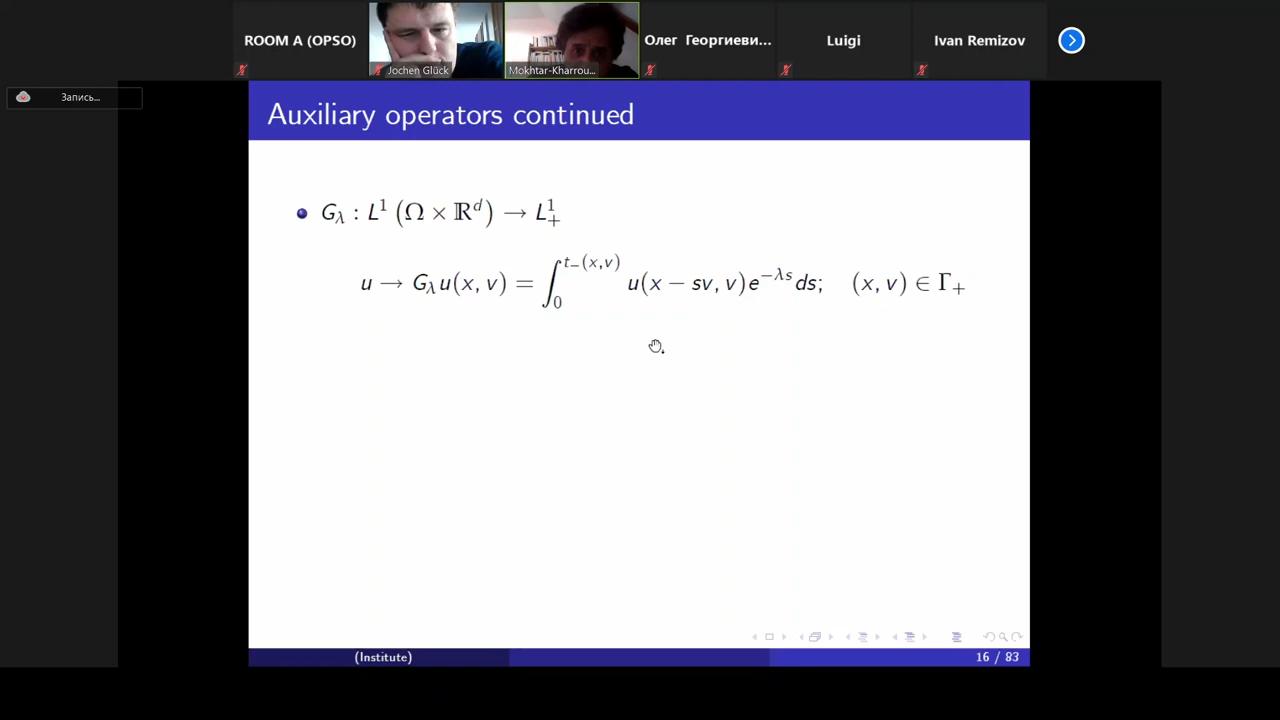 ROOM A (OPSO)
Jochen Glück
Mokhtar-Kharrou...
Олег Георгиеви...
Luigi
Ivan Remizov
Запись...
Auxiliary operators continued
G_λ : L^1 (Ω × ℝ^d) → L^1_+
u → G_λ u(x, v) = ∫_0^{t_−(x,v)} u(x − sv, v)e^{−λs} ds; (x, v) ∈ Γ_+
(Institute)
16 / 83